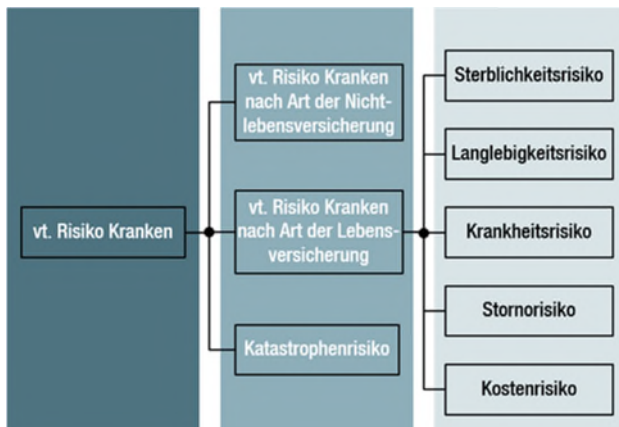 vt. Risiko Kranken
vt. Risiko Kranken
nach Art der Nicht-
lebensversicherung
vt. Risiko Kranken
nach Art der Lebens-
versicherung
Katastrophenrisiko
Sterblichkeitsrisiko
Langlebigkeitsrisiko
Krankheitsrisiko
Stornorisiko
Kostenrisiko